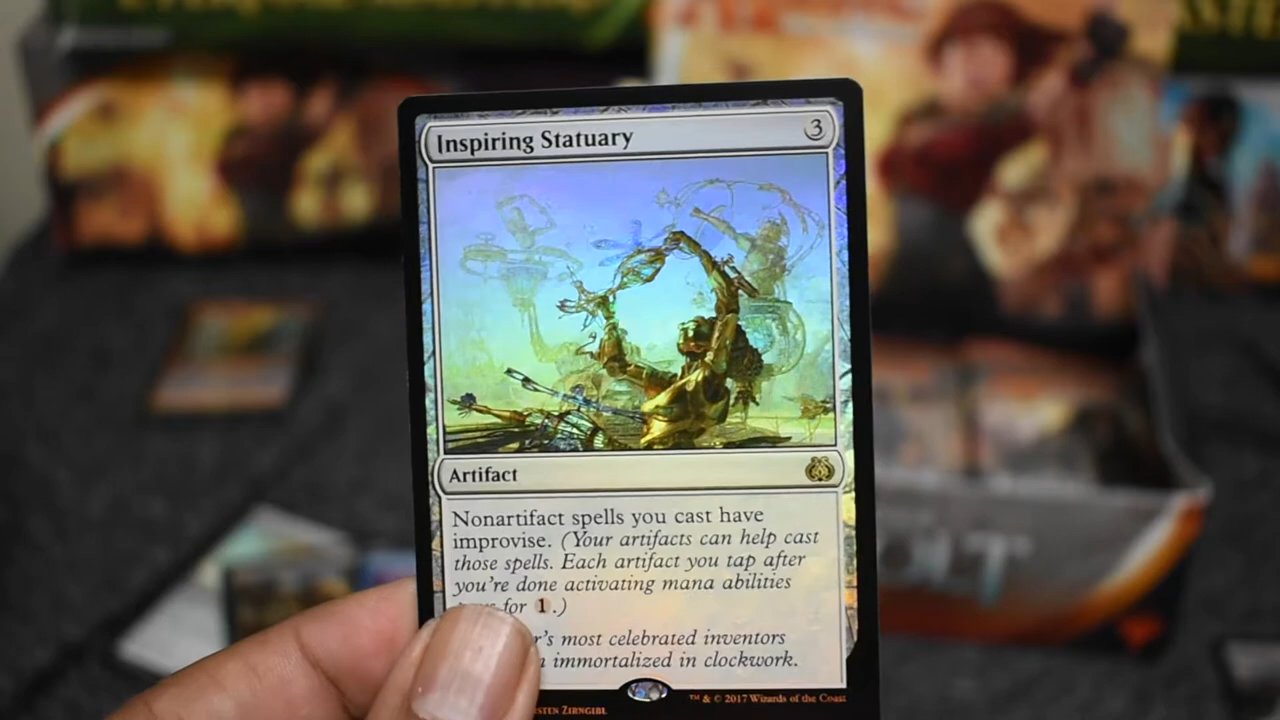 Inspiring Statuary 3
Artifact
Nonartifact spells you cast have
improvise. (Your artifacts can help cast
those spells. Each artifact you tap after
you're done activating mana abilities
for 1.)
most celebrated inventors
immortalized in clockwork.
™ & © 2017 Wizards of the Coast
ZIRNGIBL